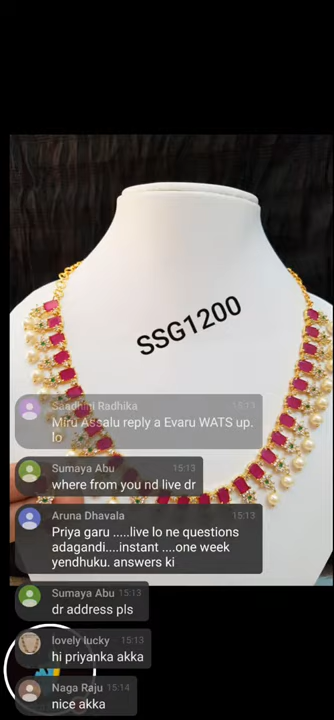 SSG1200
Sandhini Radhika 15:13
Miru Assalu reply a Evaru WATS up.
lo
Sumaya Abu 15:13
where from you nd live dr
Aruna Dhavala 15:13
Priya garu .....live lo ne questions
adagandi....instant ....one week
yendhuku. answers ki
Sumaya Abu 15:13
dr address pls
lovely lucky 15:13
hi priyanka akka
Naga Raju 15:14
nice akka